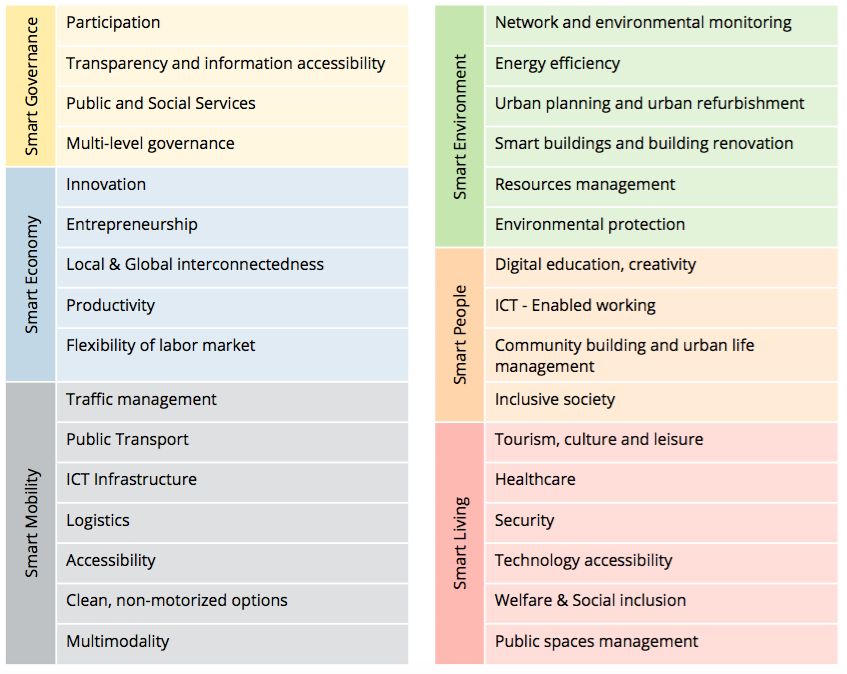 Smart Governance
Participation
Transparency and information accessibility
Public and Social Services
Multi-level governance
Smart Economy
Innovation
Entrepreneurship
Local & Global interconnectedness
Productivity
Flexibility of labor market
Smart Mobility
Traffic management
Public Transport
ICT Infrastructure
Logistics
Accessibility
Clean, non-motorized options
Multimodality
Smart Environment
Network and environmental monitoring
Energy efficiency
Urban planning and urban refurbishment
Smart buildings and building renovation
Resources management
Environmental protection
Smart People
Digital education, creativity
ICT - Enabled working
Community building and urban life
management
Inclusive society
Smart Living
Tourism, culture and leisure
Healthcare
Security
Technology accessibility
Welfare & Social inclusion
Public spaces management